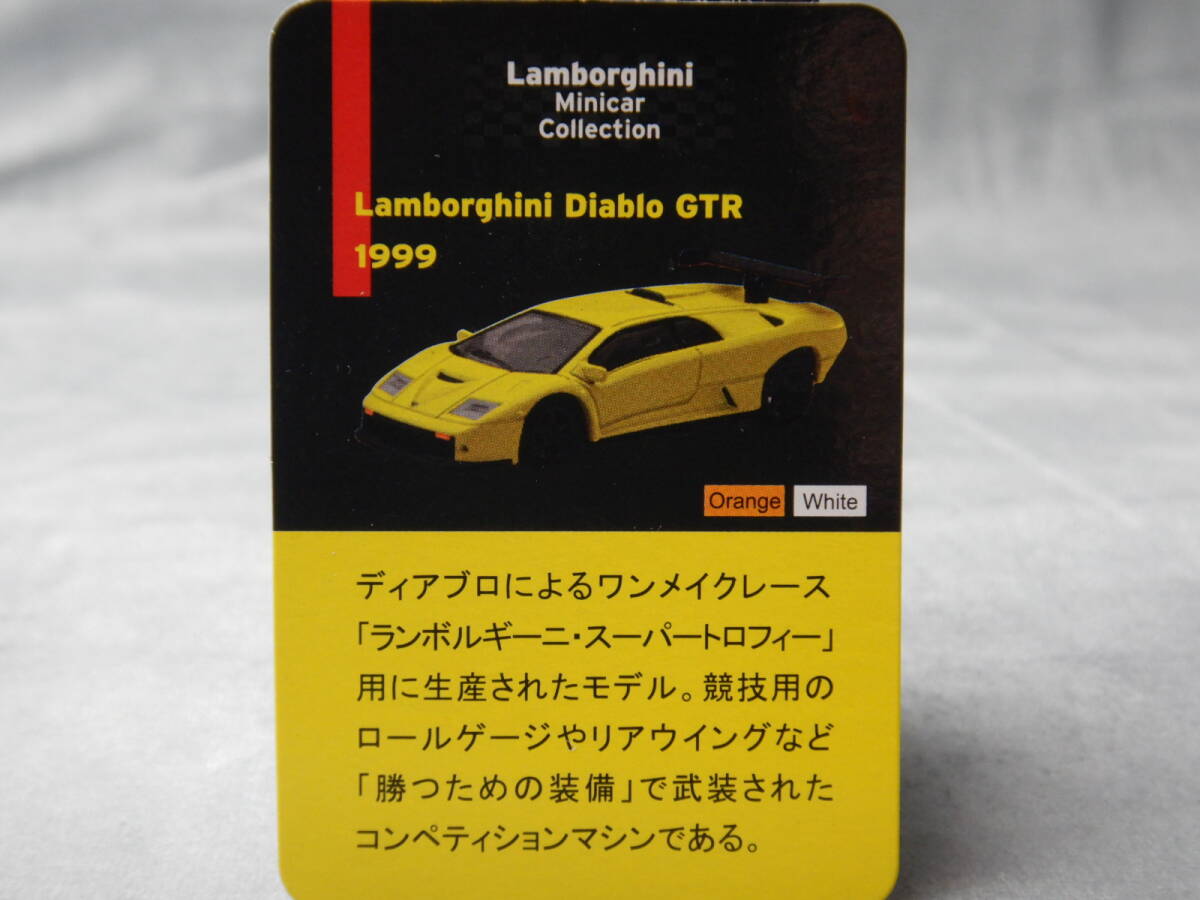 Lamborghini
Minicar
Collection
Lamborghini Diablo GTR
1999
Orange
White
ディアブロによるワンメイクレース
「ランボルギーニ・スーパートロフィー」
用に生産されたモデル。競技用の
ロールゲージやリアウイングなど
「勝つための装備」で武装された
コンペティションマシンである。